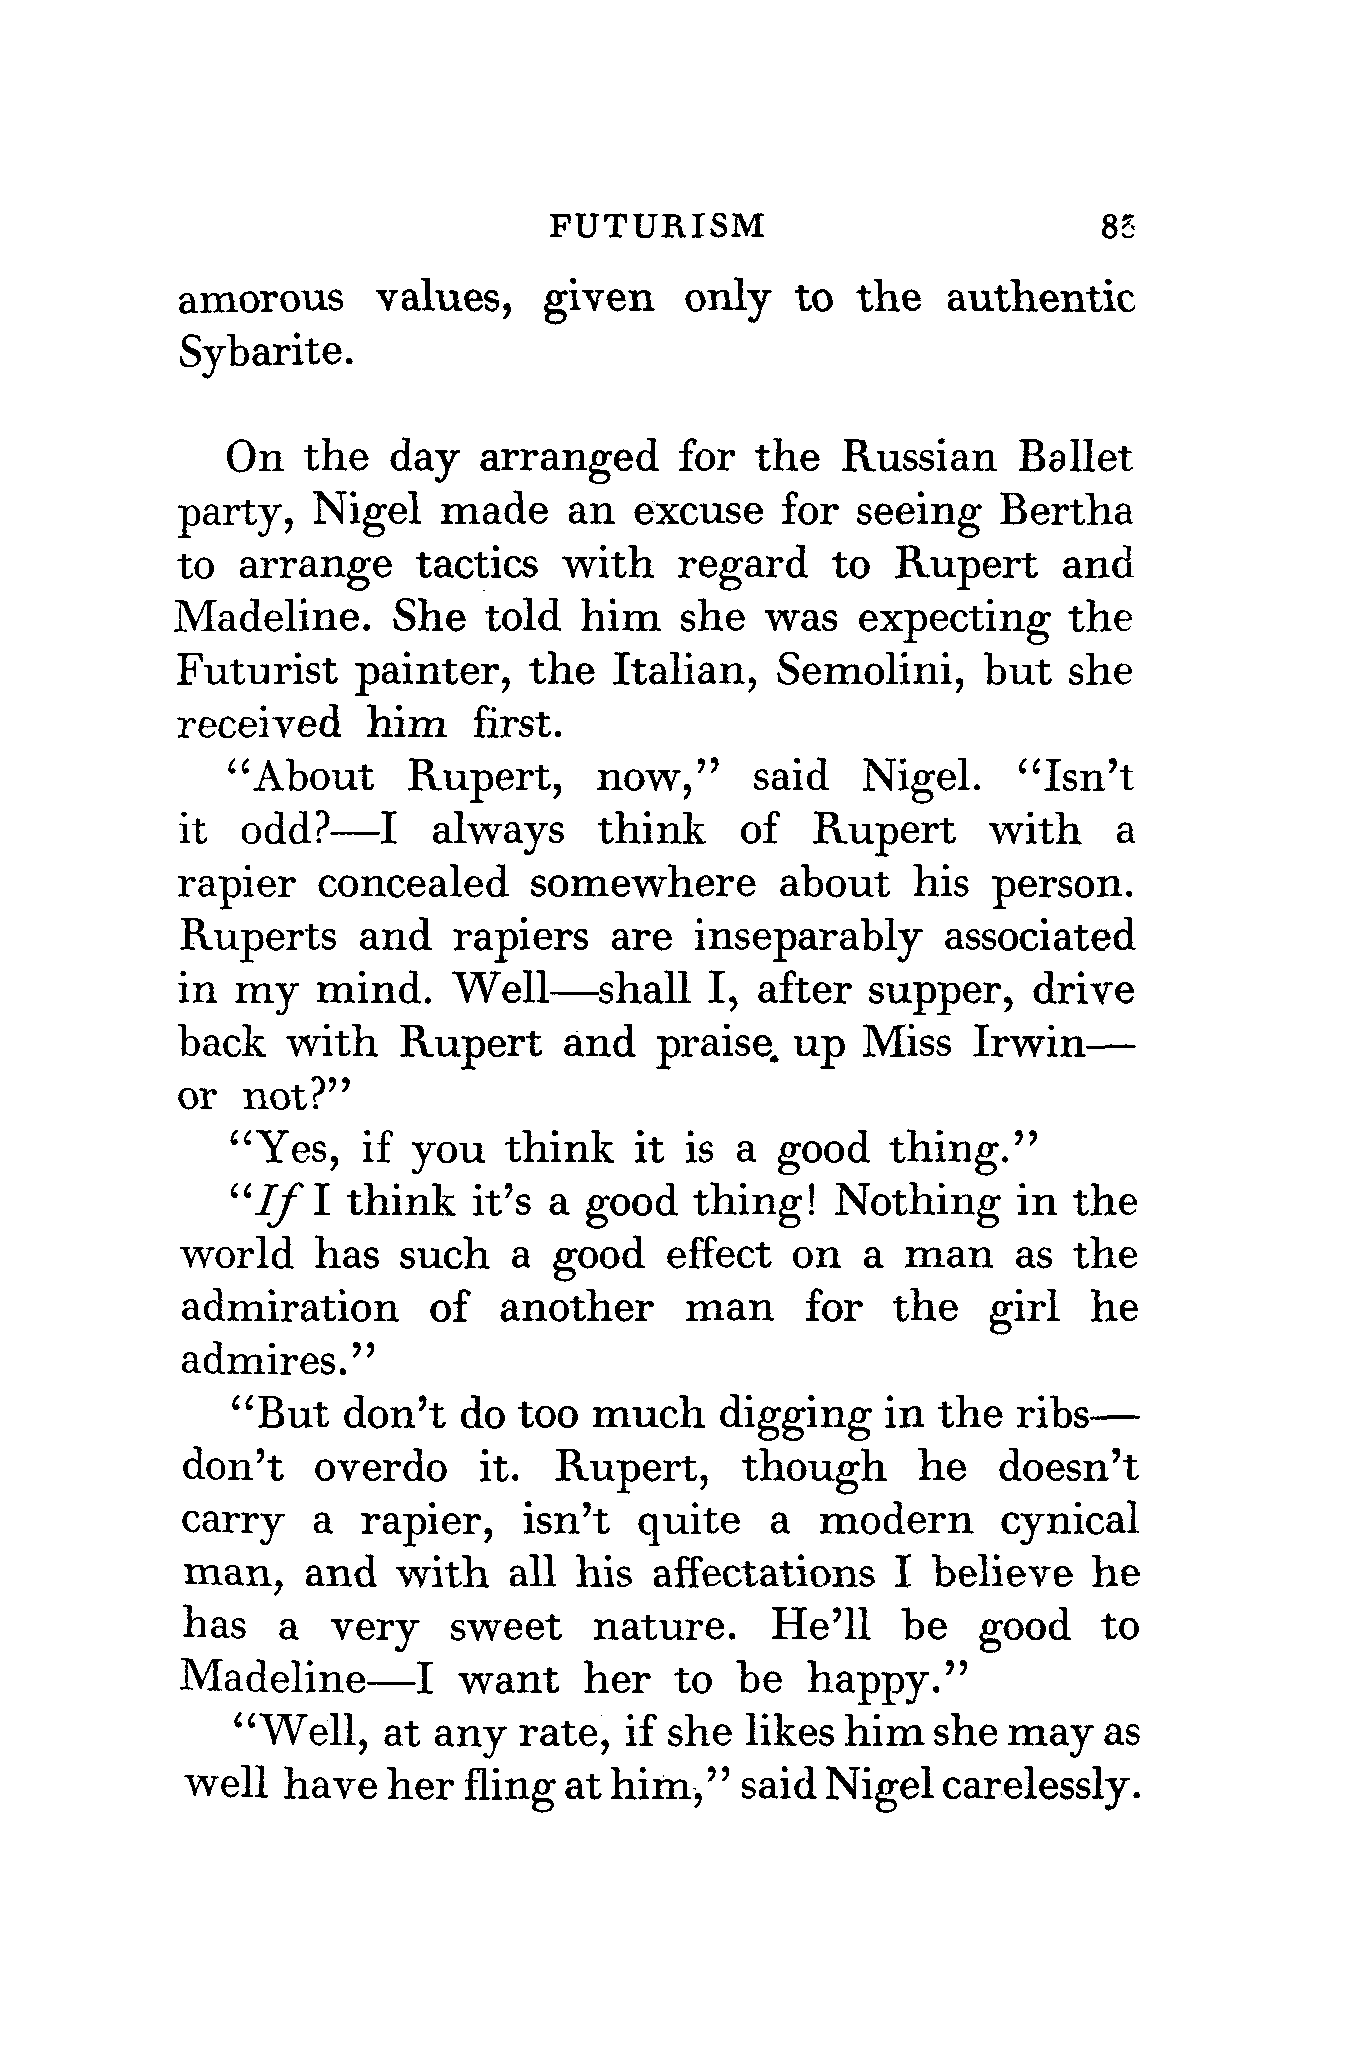 FUTURISM
amorous values, given only to the authentic
Sybarite.
On the day arranged for the Russian Ballet
party, Nigel made an excuse for seeing Bertha
to arrange tactics with regard to Rupert and
Madeline. She told him she was expecting the
Futurist painter, the Italian, Semolini, but she
received him first.
“About Rupert, now,” said Nigel. “Isn’t
it odd?—I always think of Rupert with a
rapier concealed somewhere about his person.
Ruperts and rapiers are inseparably associated
in my mind. Well—shall I, after supper, drive
back with Rupert and praise. up Miss Irwin—
or not?”
“Yes, if you think it is a good thing.”
“If I think it’s a good thing! Nothing in the
world has such a good effect on a man as the
admiration of another man for the girl he
admires.”
“But don’t do too much digging in the ribs—
don’t overdo it. Rupert, though he doesn’t
carry a rapier, isn’t quite a modern cynical
man, and with all his affectations I believe he
has a very sweet nature. He’ll be good to
Madeline—I want her to be happy.”
“Well, at any rate, if she likes him she may as
well have her fling at him,” said Nigel carelessly.